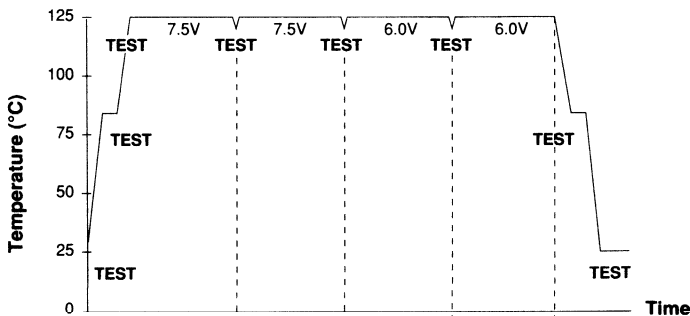 125
7.5V 7.5V 6.0V 6.0V
TEST TEST TEST TEST
100
75
TEST TEST
50
25
TEST TEST
0
Temperature (°C)
Time